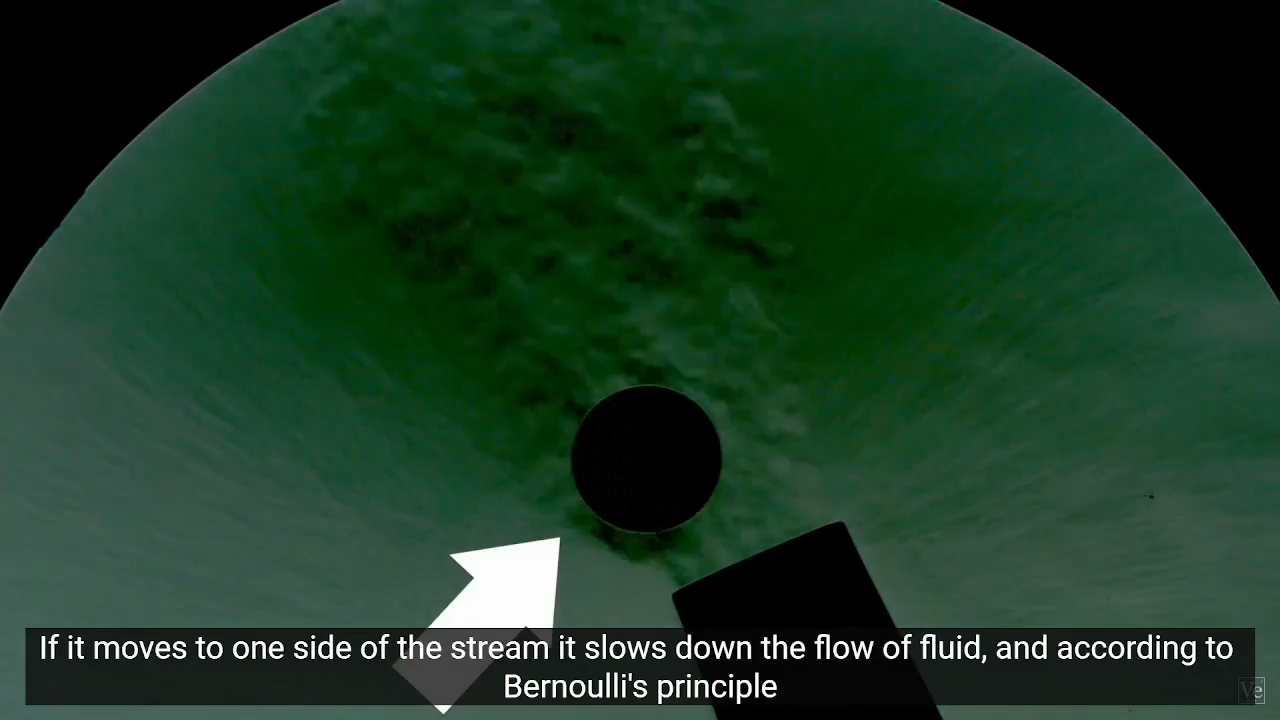 If it moves to one side of the stream it slows down the flow of fluid, and according to
Bernoulli's principle
Ve